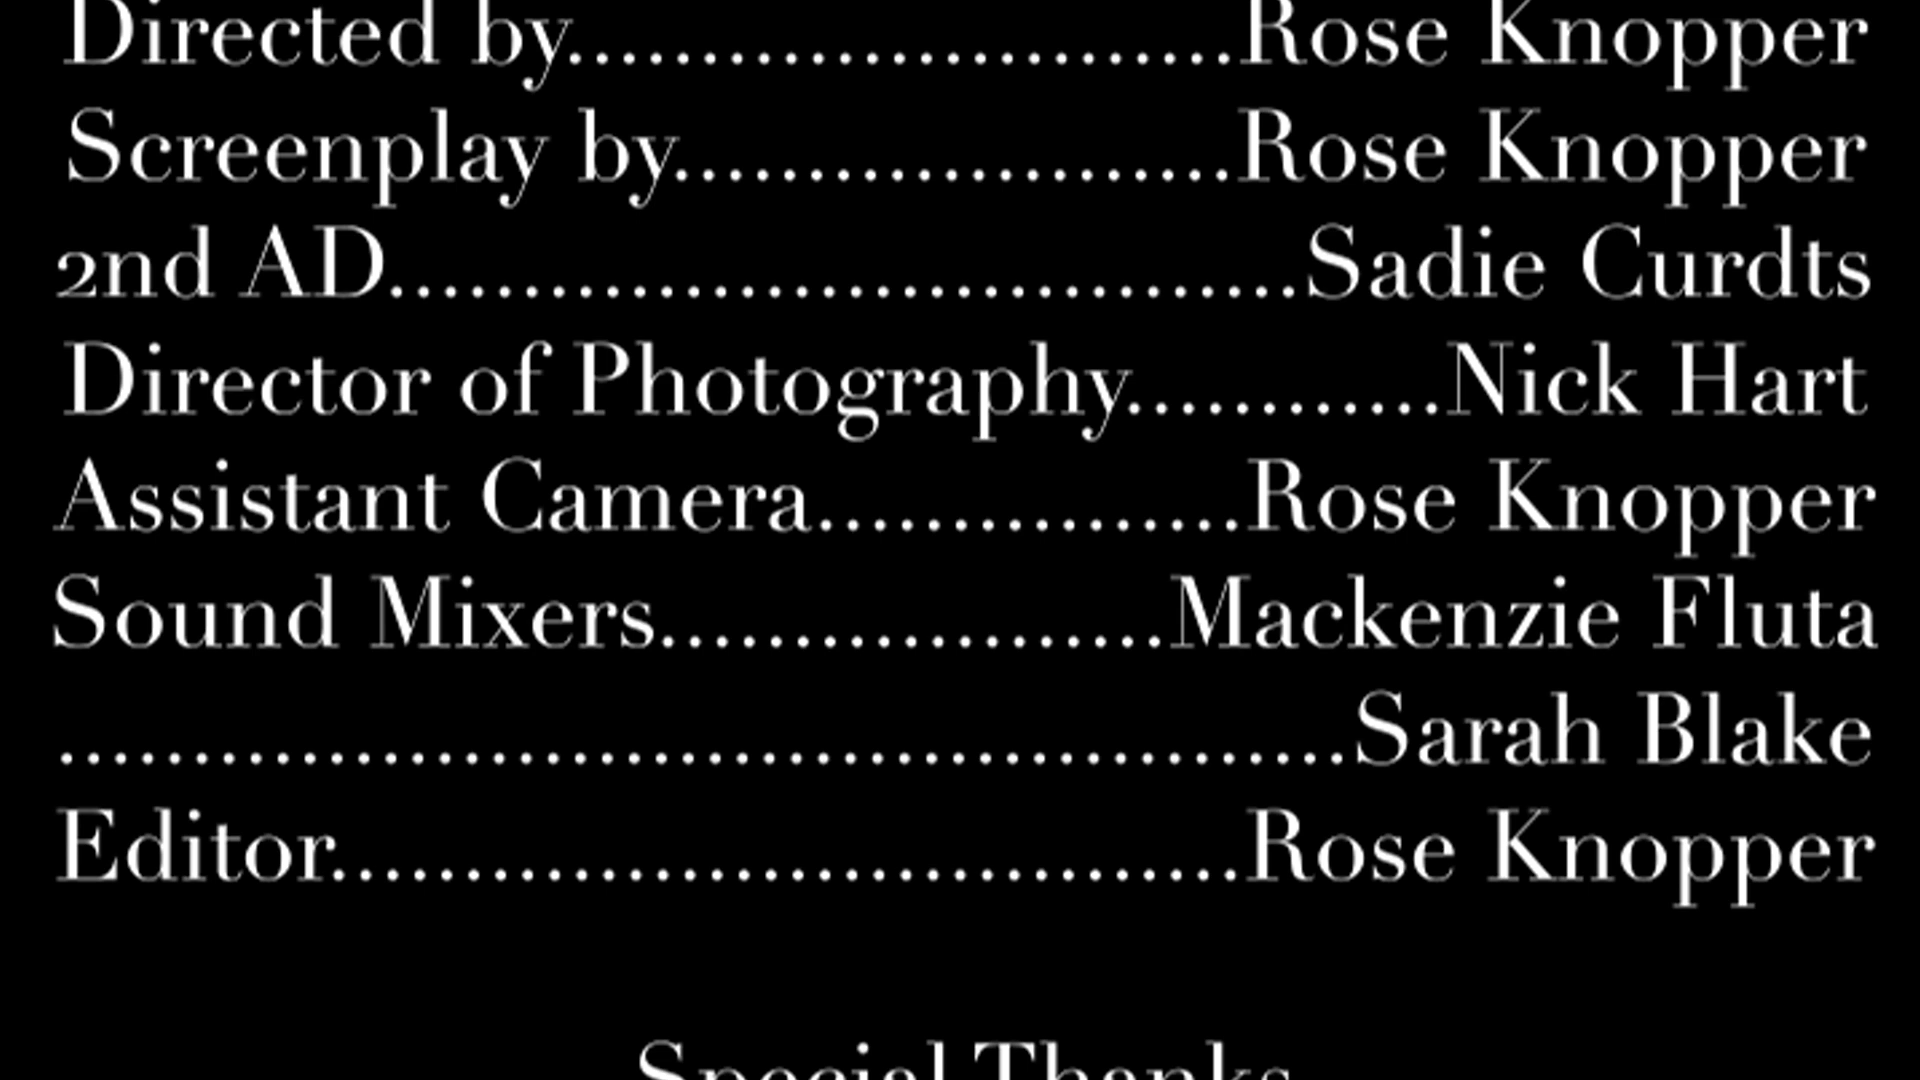 Directed by.........................Rose Knopper
Screenplay by.....................Rose Knopper
2nd AD..................................Sadie Curdts
Director of Photography............Nick Hart
Assistant Camera................Rose Knopper
Sound Mixers...................Mackenzie Fluta
................................................Sarah Blake
Editor..................................Rose Knopper
Special Thanks